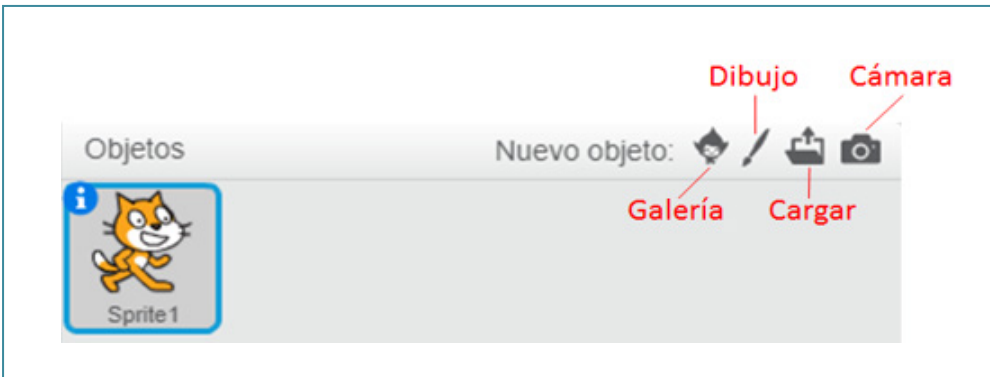 Dibujo Cámara
Objetos Nuevo objeto:
Galería Cargar
i
Sprite1